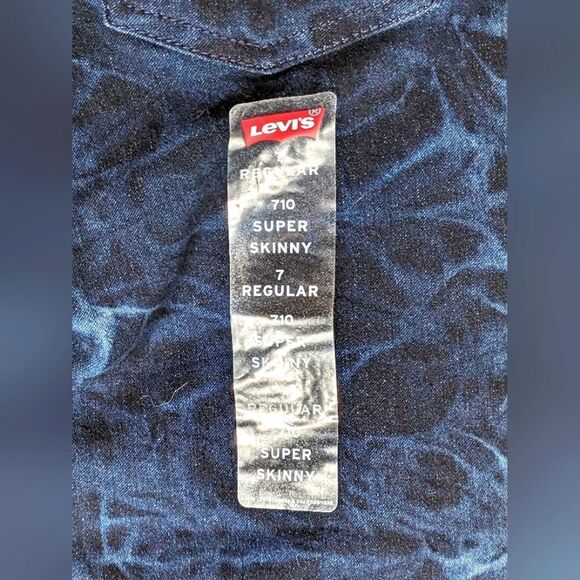 LEVI'S®
REGULAR
710
SUPER
SKINNY
7
REGULAR
710
SUPER
SKINNY
REGULAR
SUPER
SKINNY